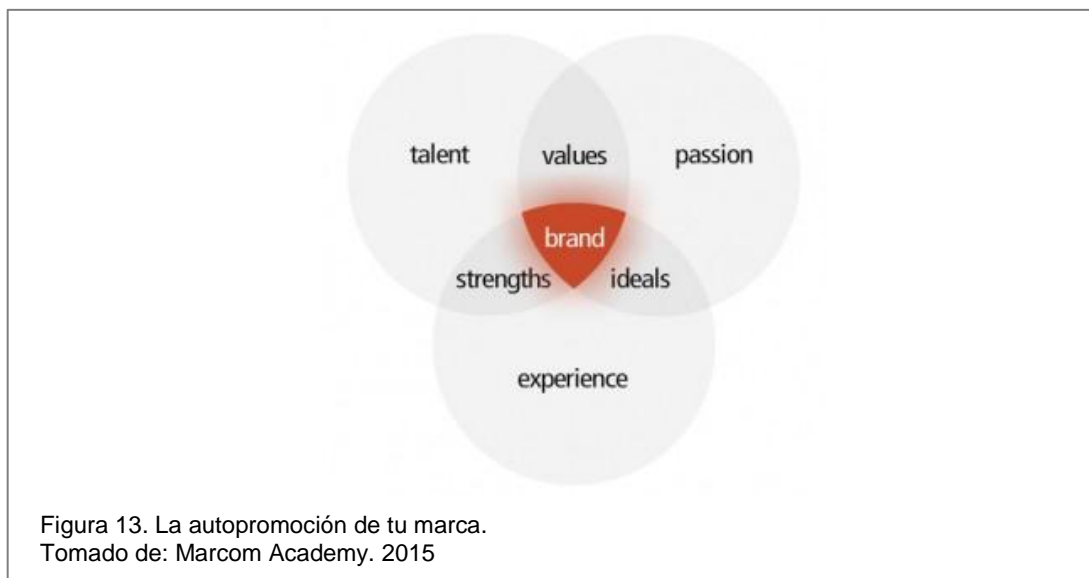 talent values passion
brand
strengths ideals
experience
Figura 13. La autopromoción de tu marca.
Tomado de: Marcom Academy. 2015